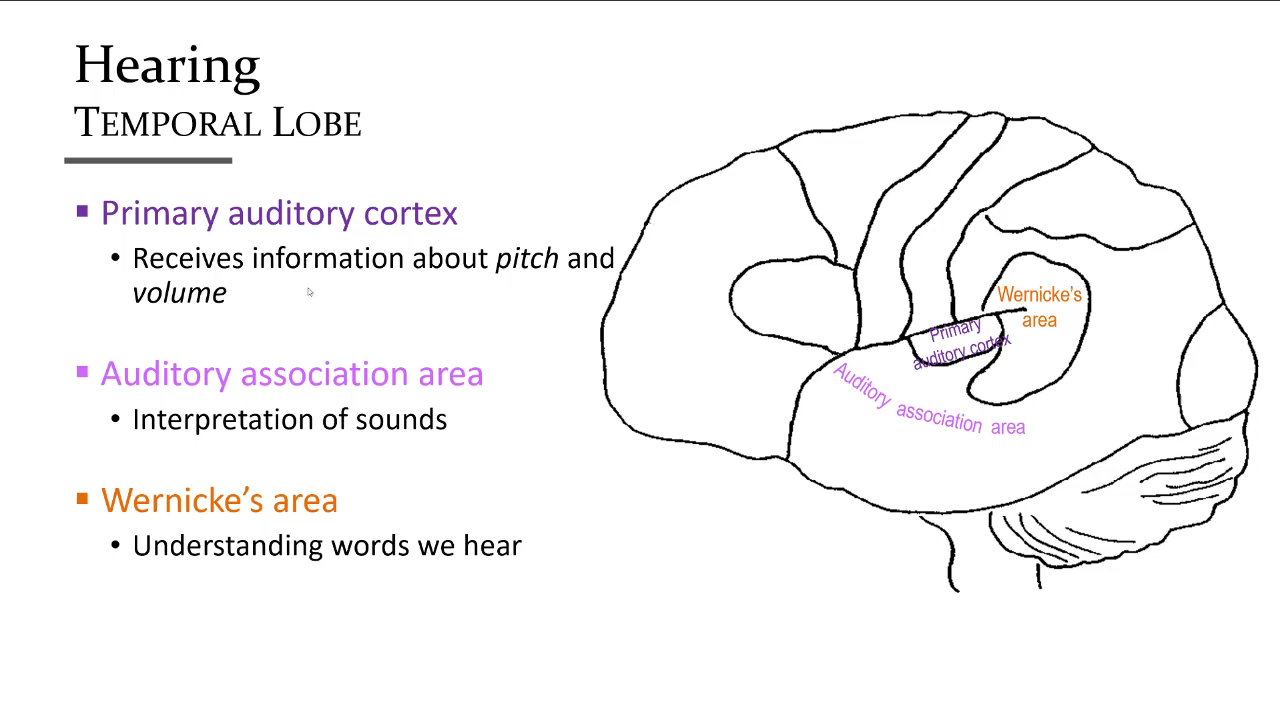 Hearing
TEMPORAL LOBE
▪ Primary auditory cortex
• Receives information about pitch and
volume
▪ Auditory association area
• Interpretation of sounds
▪ Wernicke’s area
• Understanding words we hear
Wernicke’s
area
Primary
auditory cortex
Auditory association area